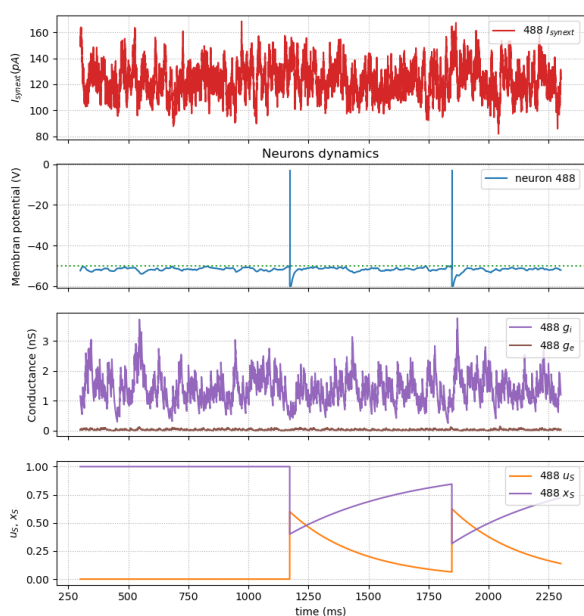 160
140
120
100
80
I_synext(pA)
488 I_synext
Neurons dynamics
0
−20
−40
−60
Membran potential (V)
neuron 488
3
2
1
0
Conductance (nS)
488 g_i
488 g_e
1.00
0.75
0.50
0.25
0.00
u_S, x_S
488 u_S
488 x_S
250 500 750 1000 1250 1500 1750 2000 2250
time (ms)